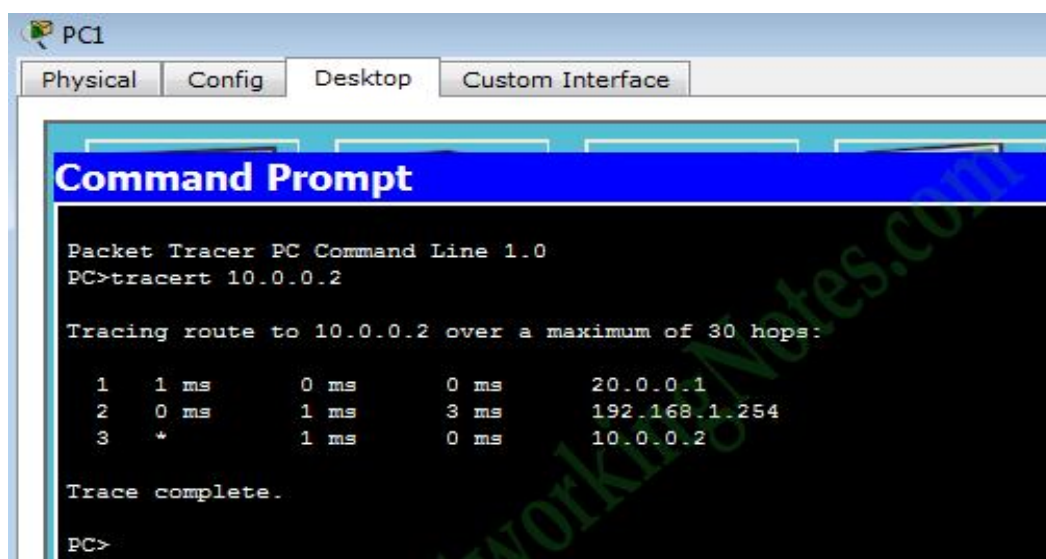 PC1
Physical Config Desktop Custom Interface
Command Prompt
Packet Tracer PC Command Line 1.0
PC>tracert 10.0.0.2
Tracing route to 10.0.0.2 over a maximum of 30 hops:
1 1 ms 0 ms 0 ms 20.0.0.1
2 0 ms 1 ms 3 ms 192.168.1.254
3 * 1 ms 0 ms 10.0.0.2
Trace complete.
PC>
workingNotes.com